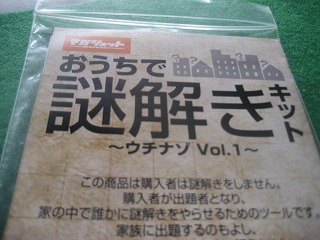 マガジェット
おうちで
謎解きキット
～ウチナゾ Vol.1～
この商品は購入者は謎解きをしません。
購入者が出題者となり、
家の中で誰かに謎解きをやらせるためのツールです。
家族に出題するのもよし、